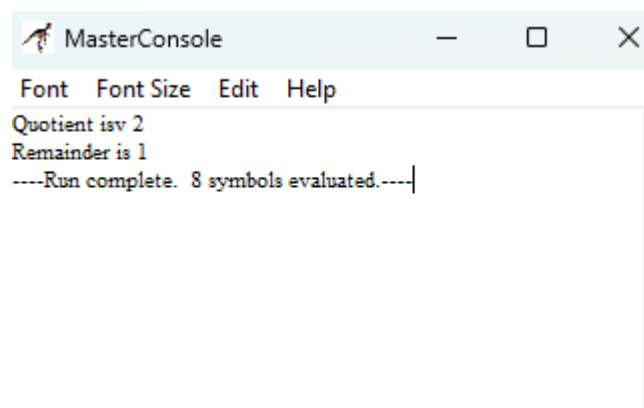 MasterConsole
Font Font Size Edit Help
Quotient isv 2
Remainder is 1
----Run complete.  8 symbols evaluated.----